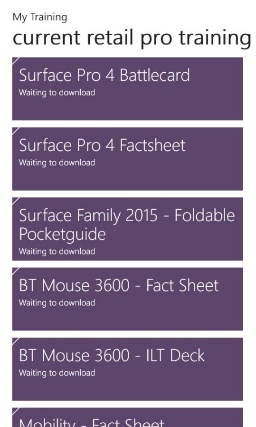 My Training
current retail pro training
Surface Pro 4 Battlecard
Waiting to download
Surface Pro 4 Factsheet
Waiting to download
Surface Family 2015 - Foldable
Pocketguide
Waiting to download
BT Mouse 3600 - Fact Sheet
Waiting to download
BT Mouse 3600 - ILT Deck
Waiting to download
Mobility - Fact Sheet